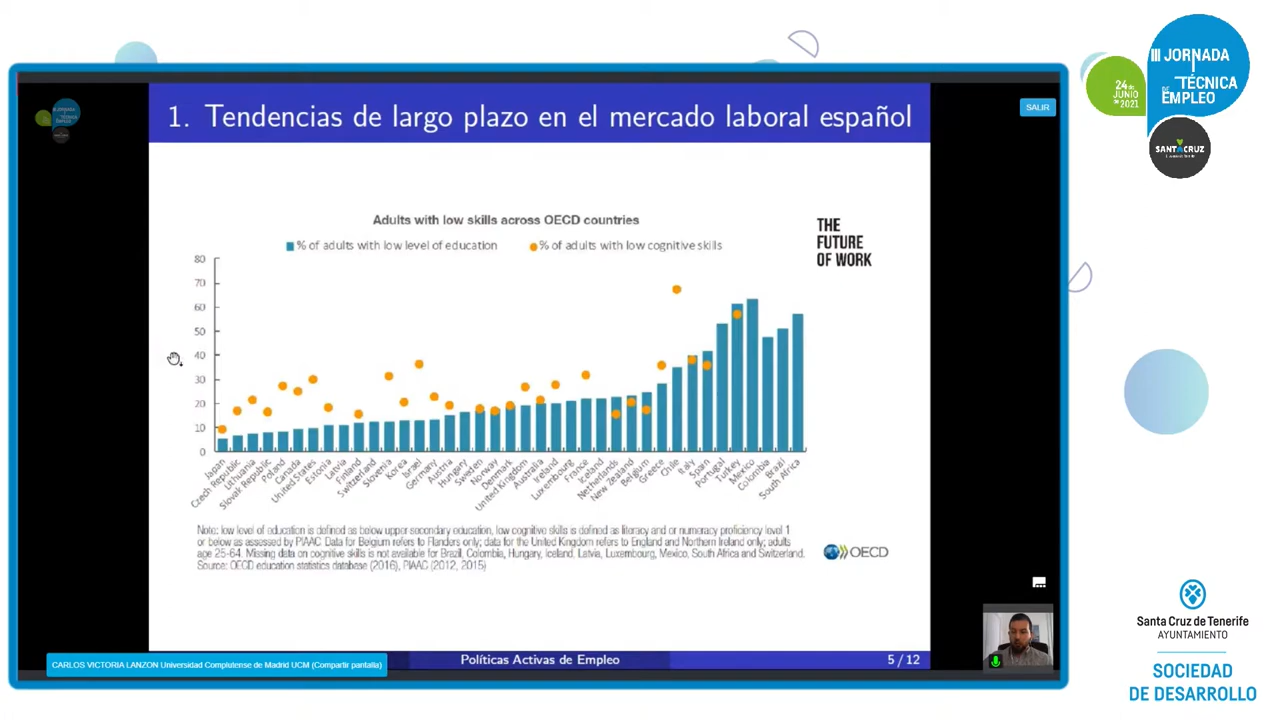 III JORNADA
TÉCNICA
DE EMPLEO
24 de
JUNIO
de 2021
SANTACRUZ
SALIR
1. Tendencias de largo plazo en el mercado laboral español
Adults with low skills across OECD countries
% of adults with low level of education
% of adults with low cognitive skills
THE
FUTURE
OF WORK
80
70
60
50
40
30
20
10
0
Japan
Czech Republic
Lithuania
Slovak Republic
Poland
Canada
United States
Estonia
Latvia
Finland
Switzerland
Slovenia
Korea
Israel
Germany
Austria
Hungary
Sweden
Norway
Denmark
United Kingdom
Australia
Ireland
Luxembourg
France
Iceland
Netherlands
New Zealand
Belgium
Greece
Chile
Italy
Spain
Portugal
Turkey
Mexico
Colombia
Brazil
South Africa
Note: low level of education is defined as below upper-secondary education, low cognitive skills is defined as literacy and or numeracy proficiency level 1
or below as assessed by PIAAC Data for Belgium refers to Flanders only; data for the United Kingdom refers to England and Northern Ireland only; adults
age 25-64. Missing data on cognitive skills is not available for Brazil, Colombia, Hungary, Iceland, Latvia, Luxembourg, Mexico, South Africa and Switzerland.
Source: OECD education statistics database (2016), PIAAC (2012, 2015)
OECD
CARLOS VICTORIA LANZON Universidad Complutense de Madrid UCM (Compartir pantalla)
Políticas Activas de Empleo
5 / 12
Santa Cruz de Tenerife
AYUNTAMIENTO
SOCIEDAD
DE DESARROLLO